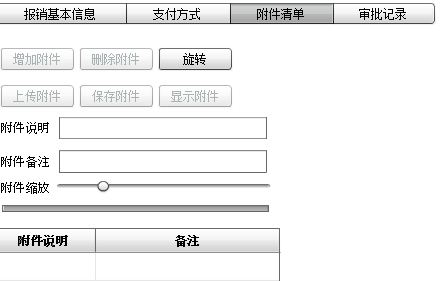 报销基本信息 支付方式 附件清单 审批记录
增加附件 删除附件 旋转
上传附件 保存附件 显示附件
附件说明
附件备注
附件缩放
附件说明 备注